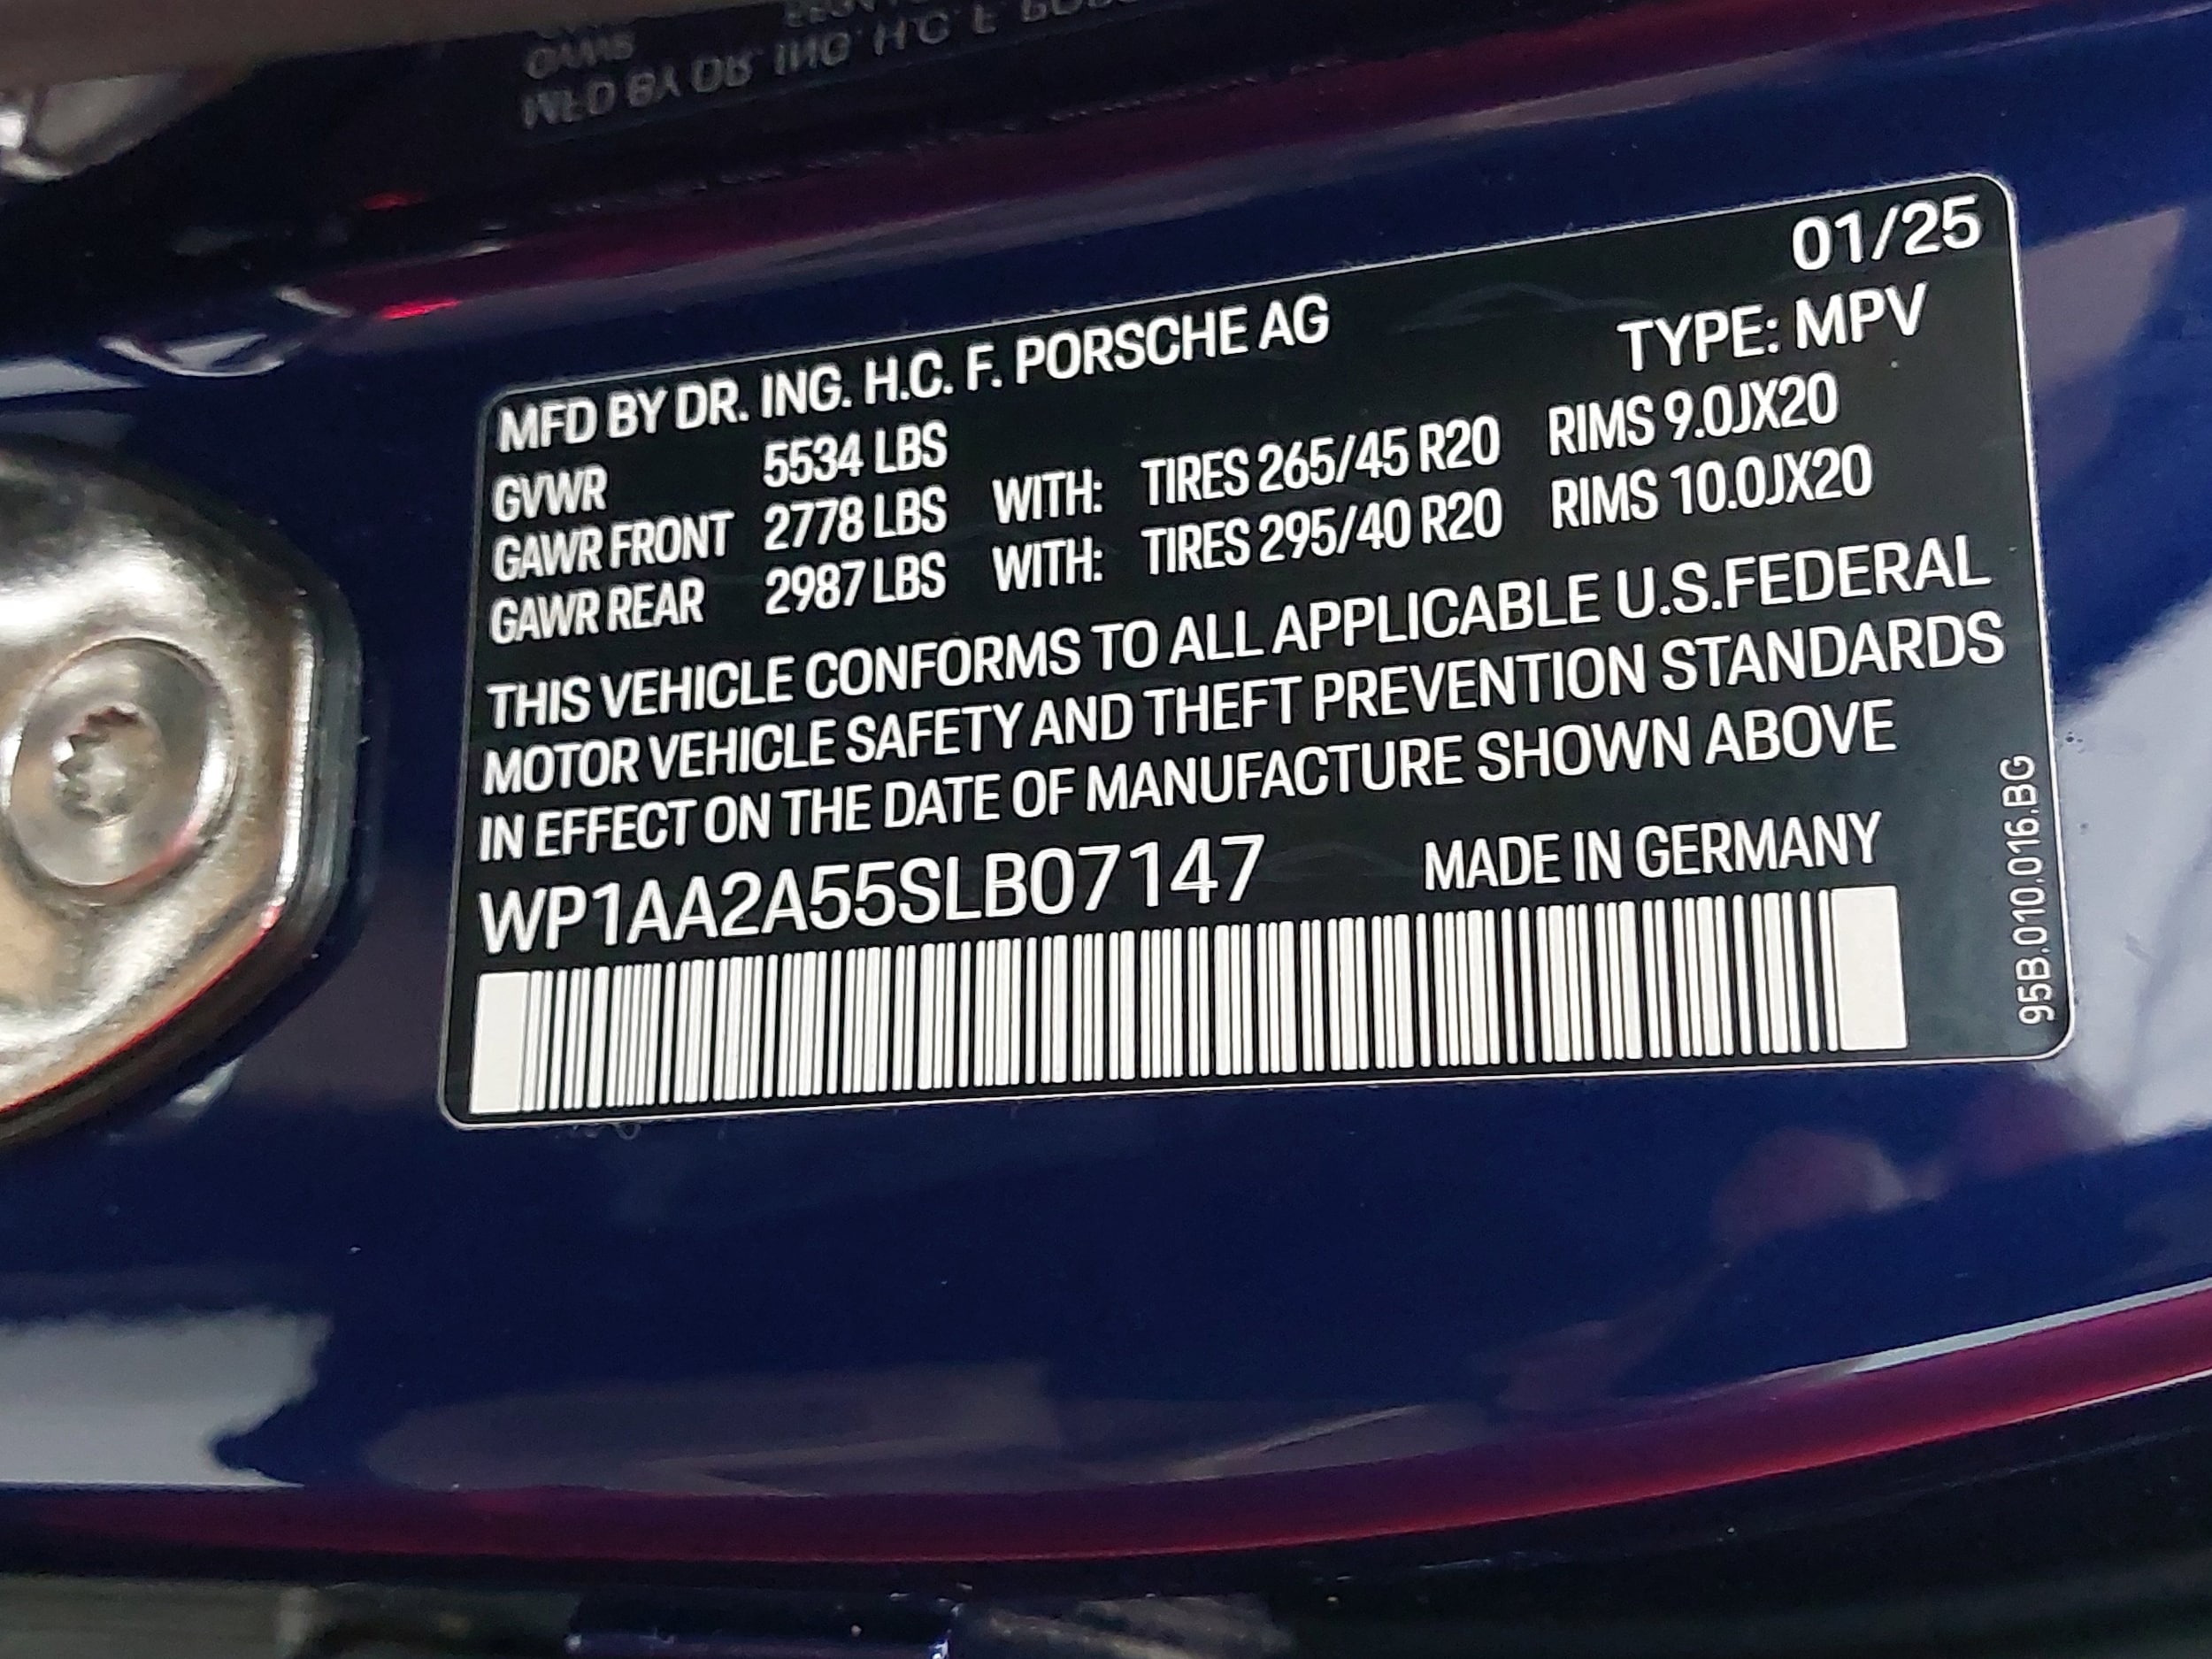 01/25
MFD BY DR. ING. H.C. F. PORSCHE AG
TYPE: MPV
GVWR 5534 LBS
GAWR FRONT 2778 LBS WITH: TIRES 265/45 R20 RIMS 9.0JX20
GAWR REAR 2987 LBS WITH: TIRES 295/40 R20 RIMS 10.0JX20
THIS VEHICLE CONFORMS TO ALL APPLICABLE U.S.FEDERAL
MOTOR VEHICLE SAFETY AND THEFT PREVENTION STANDARDS
IN EFFECT ON THE DATE OF MANUFACTURE SHOWN ABOVE
WP1AA2A55SLB07147 MADE IN GERMANY
95B.010.016.BG